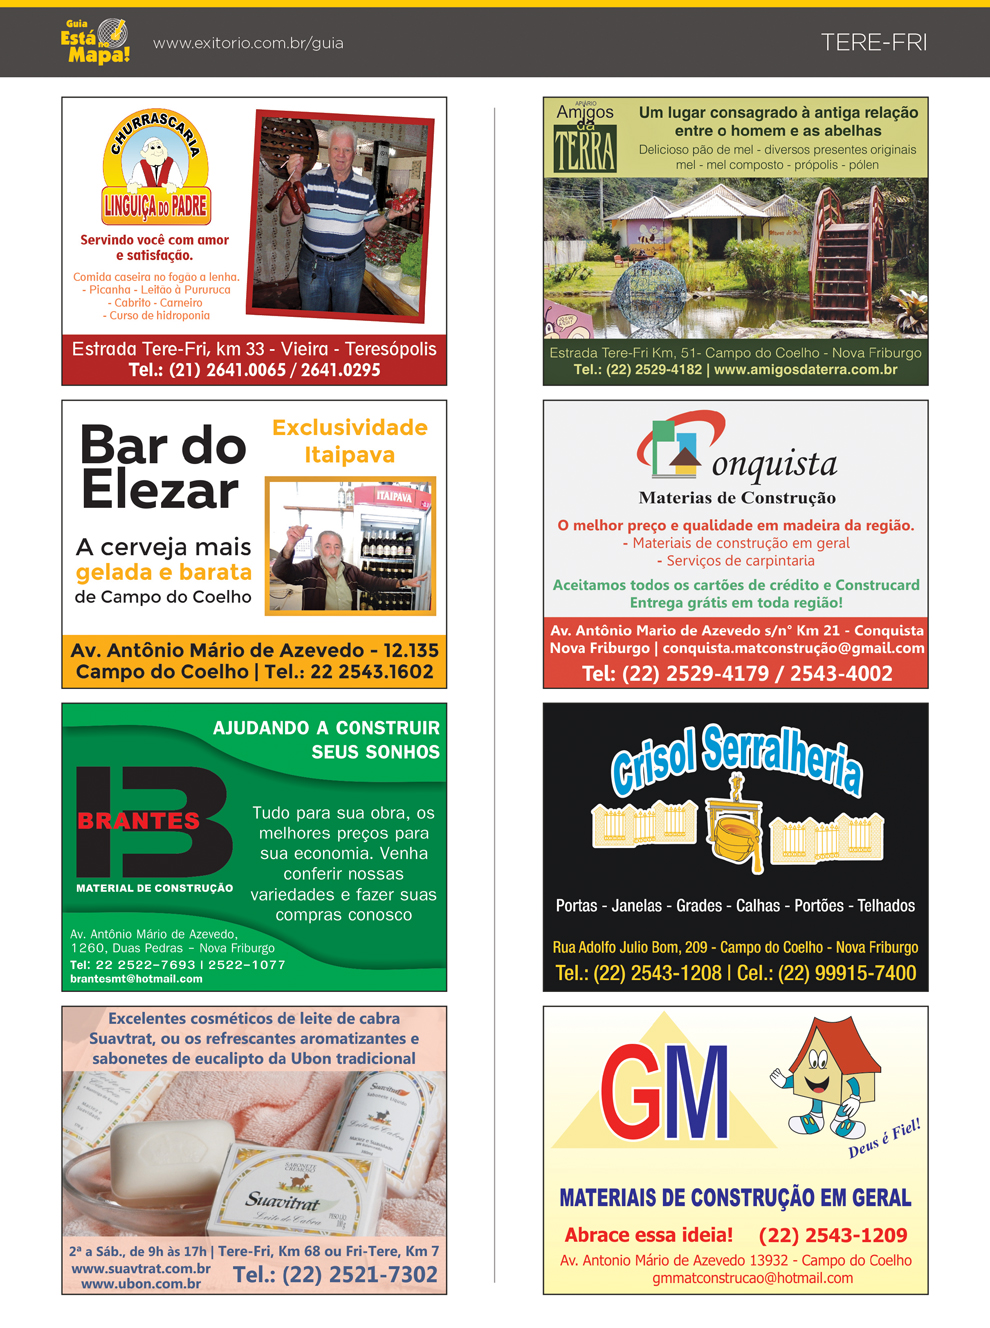 Guia
Está no
Mapa!
www.exitorio.com.br/guia
TERE-FRI
CHURRASCARIA
LINGUIÇA DO PADRE
Servindo você com amor
e satisfação.
Comida caseira no fogão a lenha.
- Picanha - Leitão à Pururuca
- Cabrito - Carneiro
- Curso de hidroponia
Estrada Tere-Fri, km 33 - Vieira - Teresópolis
Tel.: (21) 2641.0065 / 2641.0295
Bar do
Elezar
Exclusividade
Itaipava
ITAIPAVA
A cerveja mais
gelada e barata
de Campo do Coelho
Av. Antônio Mário de Azevedo - 12.135
Campo do Coelho | Tel.: 22 2543.1602
AJUDANDO A CONSTRUIR
SEUS SONHOS
B
BRANTES
MATERIAL DE CONSTRUÇÃO
Tudo para sua obra, os
melhores preços para
sua economia. Venha
conferir nossas
variedades e fazer suas
compras conosco
Av. Antônio Mário de Azevedo,
1260, Duas Pedras - Nova Friburgo
Tel: 22 2522-7693 | 2522-1077
brantesmt@hotmail.com
Excelentes cosméticos de leite de cabra
Suavtrat, ou os refrescantes aromatizantes e
sabonetes de eucalipto da Ubon tradicional
Suavitrat
Leite de Cabra
SABONETE
CREMOSO
Suavitrat
Leite de Cabra
2ª a Sáb., de 9h às 17h | Tere-Fri, Km 68 ou Fri-Tere, Km 7
www.suavtrat.com.br
www.ubon.com.br
Tel.: (22) 2521-7302
APIÁRIO
Amigos
da
TERRA
Um lugar consagrado à antiga relação
entre o homem e as abelhas
Delicioso pão de mel - diversos presentes originais
mel - mel composto - própolis - pólen
Estrada Tere-Fri Km, 51- Campo do Coelho - Nova Friburgo
Tel.: (22) 2529-4182 | www.amigosdaterra.com.br
onquista
Materias de Construção
O melhor preço e qualidade em madeira da região.
- Materiais de construção em geral
- Serviços de carpintaria
Aceitamos todos os cartões de crédito e Construcard
Entrega grátis em toda região!
Av. Antônio Mario de Azevedo s/n° Km 21 - Conquista
Nova Friburgo | conquista.matconstrução@gmail.com
Tel: (22) 2529-4179 / 2543-4002
Crisol Serralheria
Portas - Janelas - Grades - Calhas - Portões - Telhados
Rua Adolfo Julio Bom, 209 - Campo do Coelho - Nova Friburgo
Tel.: (22) 2543-1208 | Cel.: (22) 99915-7400
GM
Deus é Fiel!
MATERIAIS DE CONSTRUÇÃO EM GERAL
Abrace essa ideia! (22) 2543-1209
Av. Antonio Mário de Azevedo 13932 - Campo do Coelho
gmmatconstrucao@hotmail.com